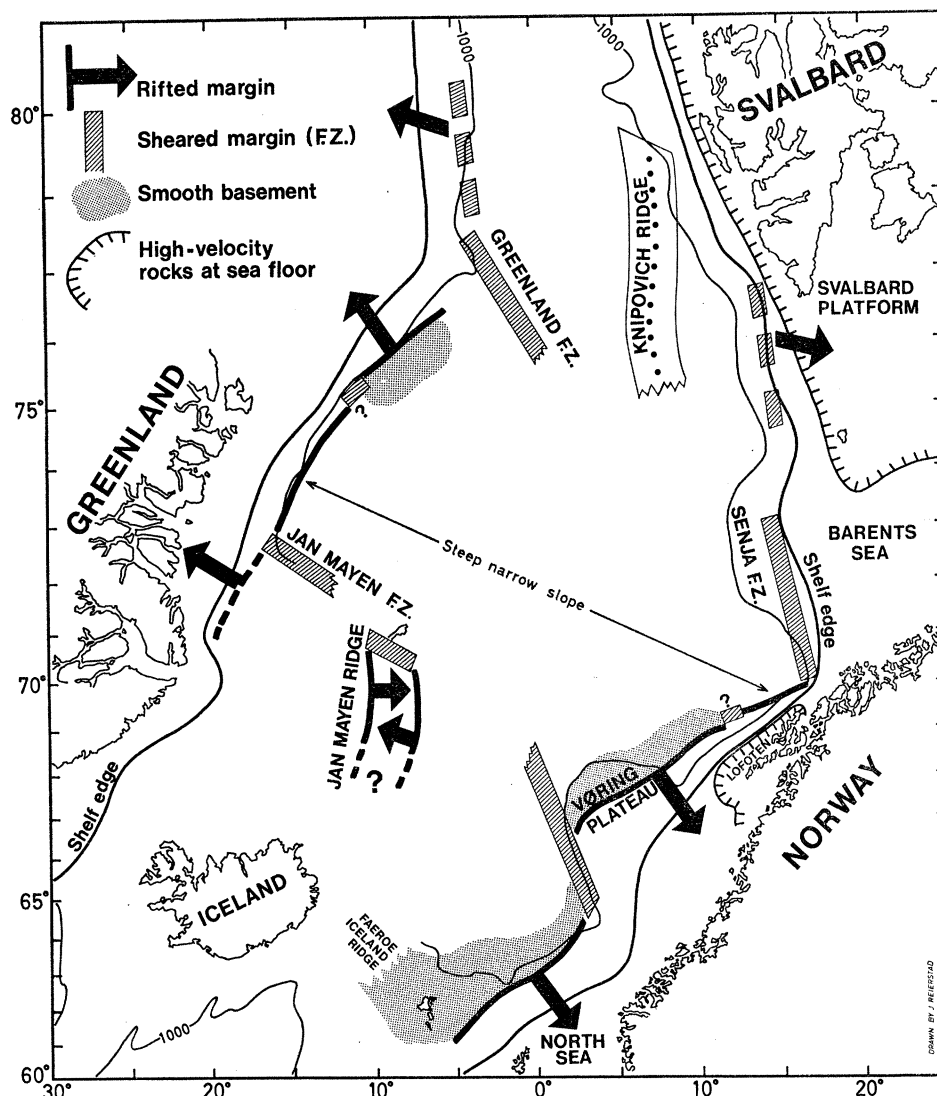 80°
75°
70°
65°
60°
30°
20°
10°
0°
10°
20°
Rifted margin
Sheared margin (F.Z.)
Smooth basement
High-velocity
rocks at sea floor
1000
1000
SVALBARD
KNIPOVICH RIDGE
GREENLAND F.Z.
SVALBARD
PLATFORM
GREENLAND
?
JAN MAYEN F.Z.
Steep narrow slope
SENJA F.Z.
BARENTS
SEA
Shelf edge
JAN MAYEN RIDGE
?
?
LOFOTEN
VØRING
PLATEAU
NORWAY
Shelf edge
ICELAND
FAEROE
ICELAND
RIDGE
1000
NORTH
SEA
DRAWN BY J. REIERSTAD